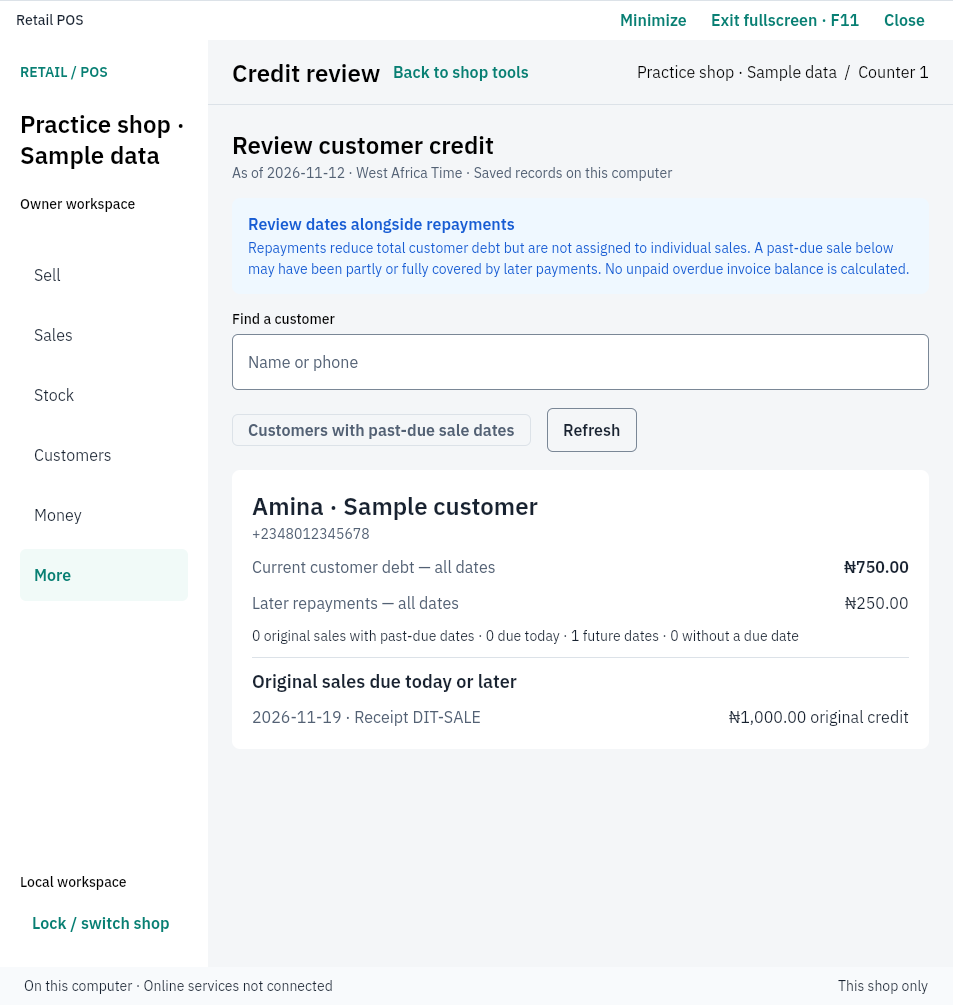 Retail POS
Minimize
Exit fullscreen · F11
Close
RETAIL / POS
Practice shop ·
Sample data
Owner workspace
Sell
Sales
Stock
Customers
Money
More
Local workspace
Lock / switch shop
Credit review
Back to shop tools
Practice shop · Sample data / Counter 1
Review customer credit
As of 2026-11-12 · West Africa Time · Saved records on this computer
Review dates alongside repayments
Repayments reduce total customer debt but are not assigned to individual sales. A past-due sale below
may have been partly or fully covered by later payments. No unpaid overdue invoice balance is calculated.
Find a customer
Name or phone
Customers with past-due sale dates
Refresh
Amina · Sample customer
+2348012345678
Current customer debt — all dates ₦750.00
Later repayments — all dates ₦250.00
0 original sales with past-due dates · 0 due today · 1 future dates · 0 without a due date
Original sales due today or later
2026-11-19 · Receipt DIT-SALE ₦1,000.00 original credit
On this computer · Online services not connected
This shop only